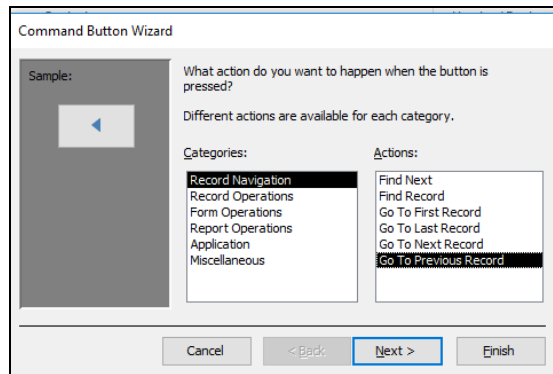 Command Button Wizard
Sample:
What action do you want to happen when the button is
pressed?
Different actions are available for each category.
Categories:
Record Navigation
Record Operations
Form Operations
Report Operations
Application
Miscellaneous
Actions:
Find Next
Find Record
Go To First Record
Go To Last Record
Go To Next Record
Go To Previous Record
Cancel
< Back
Next >
Finish